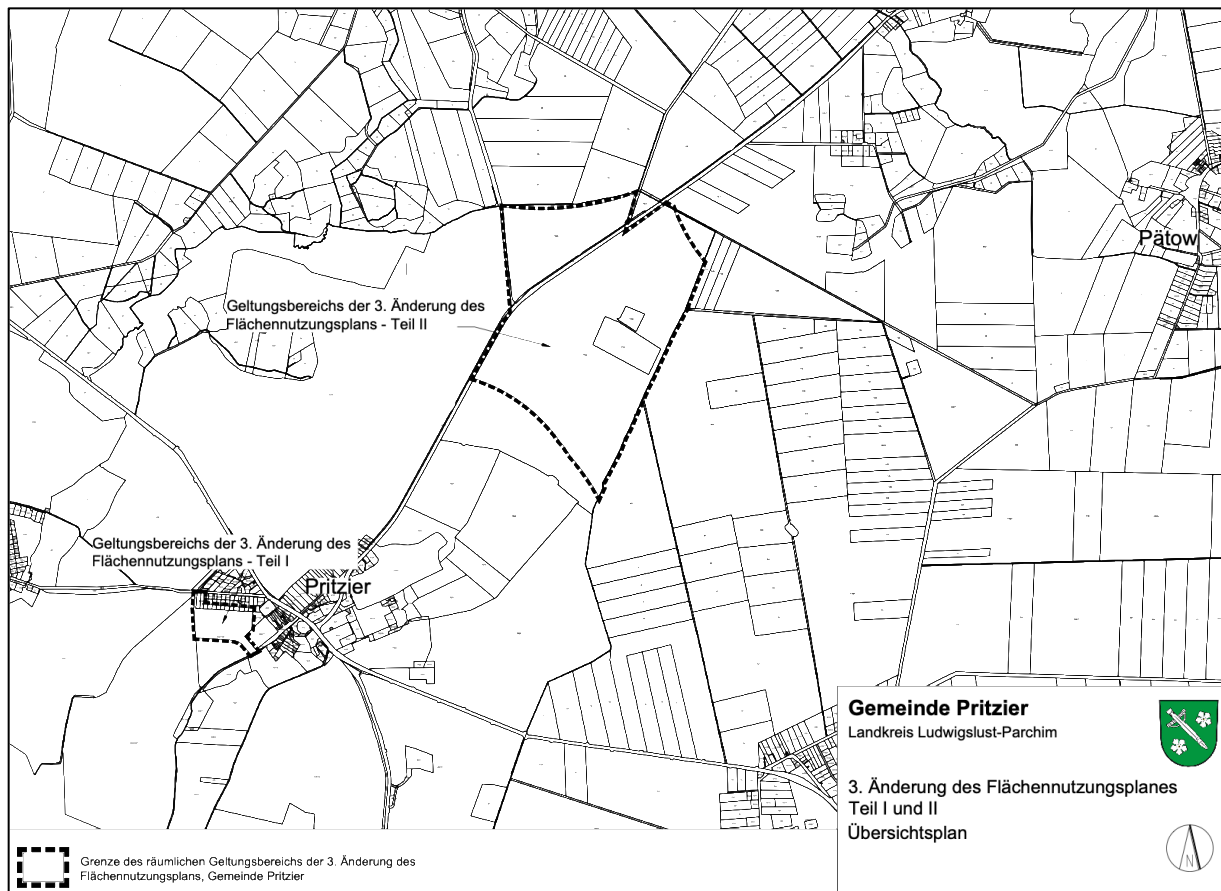 Pätow
Geltungsbereichs der 3. Änderung des
Flächennutzungsplans - Teil II
Geltungsbereichs der 3. Änderung des
Flächennutzungsplans - Teil I
Pritzier
Gemeinde Pritzier
Landkreis Ludwigslust-Parchim
3. Änderung des Flächennutzungsplanes
Teil I und II
Übersichtsplan
N
Grenze des räumlichen Geltungsbereichs der 3. Änderung des
Flächennutzungsplans, Gemeinde Pritzier